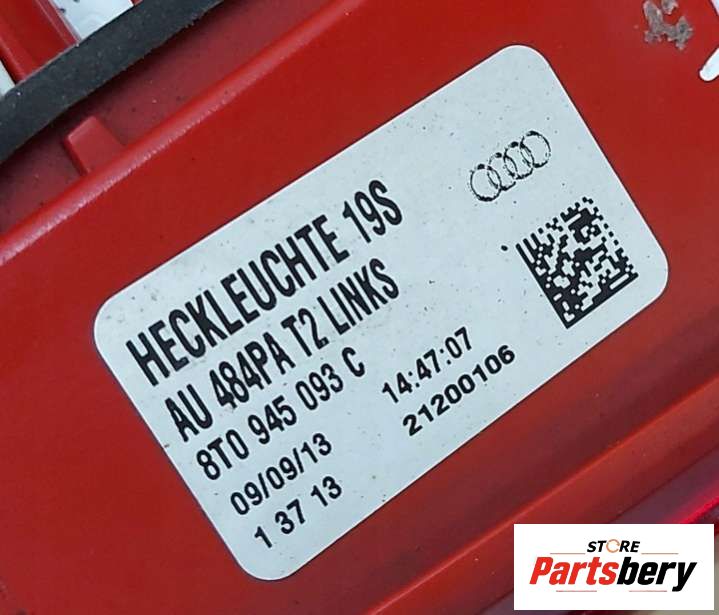 HECKLEUCHTE 19S
AU 484PA T2 LINKS
8T0 945 093 C
09/09/13 14:47:07
1 37 13 21200106
STORE
Partsbery